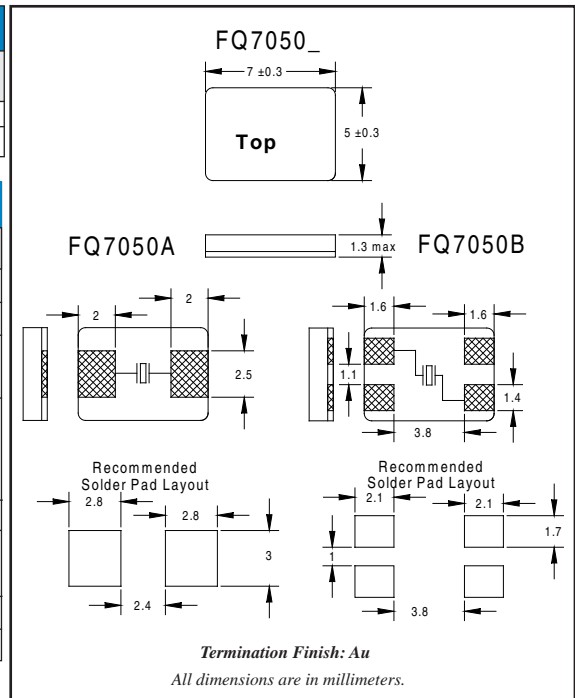 FQ7050_
7 ±0.3
5 ±0.3
Top
FQ7050A
1.3 max
FQ7050B
2
2
2.5
1.6
1.6
1.1
1.4
3.8
Recommended
Solder Pad Layout
2.8
2.8
3
2.4
Recommended
Solder Pad Layout
2.1
2.1
1.7
1
3.8
Termination Finish: Au
All dimensions are in millimeters.